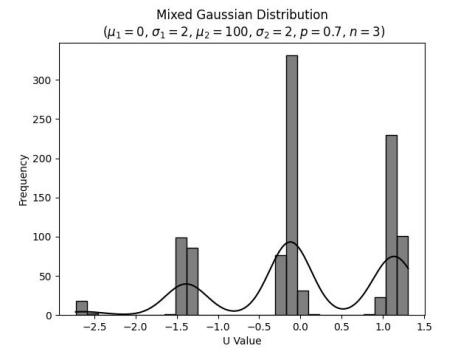 Mixed Gaussian Distribution
(μ₁ = 0, σ₁ = 2, μ₂ = 100, σ₂ = 2, p = 0.7, n = 3)
Frequency
300
250
200
150
100
50
0
−2.5 −2.0 −1.5 −1.0 −0.5 0.0 0.5 1.0 1.5
U Value